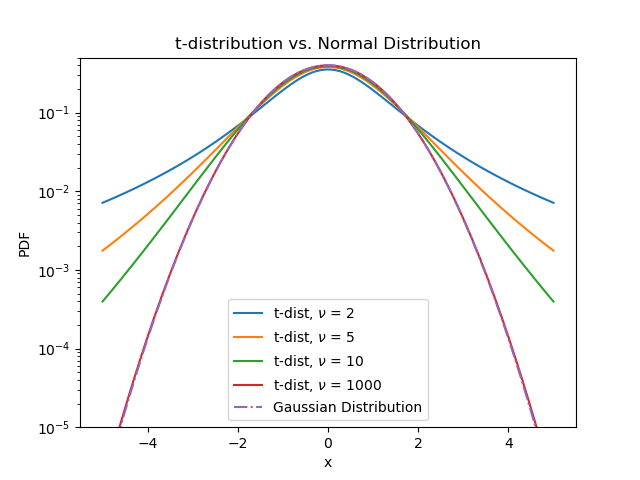 t-distribution vs. Normal Distribution
PDF
10⁻¹
10⁻²
10⁻³
10⁻⁴
10⁻⁵
t-dist, ν = 2
t-dist, ν = 5
t-dist, ν = 10
t-dist, ν = 1000
Gaussian Distribution
−4 −2 0 2 4
x